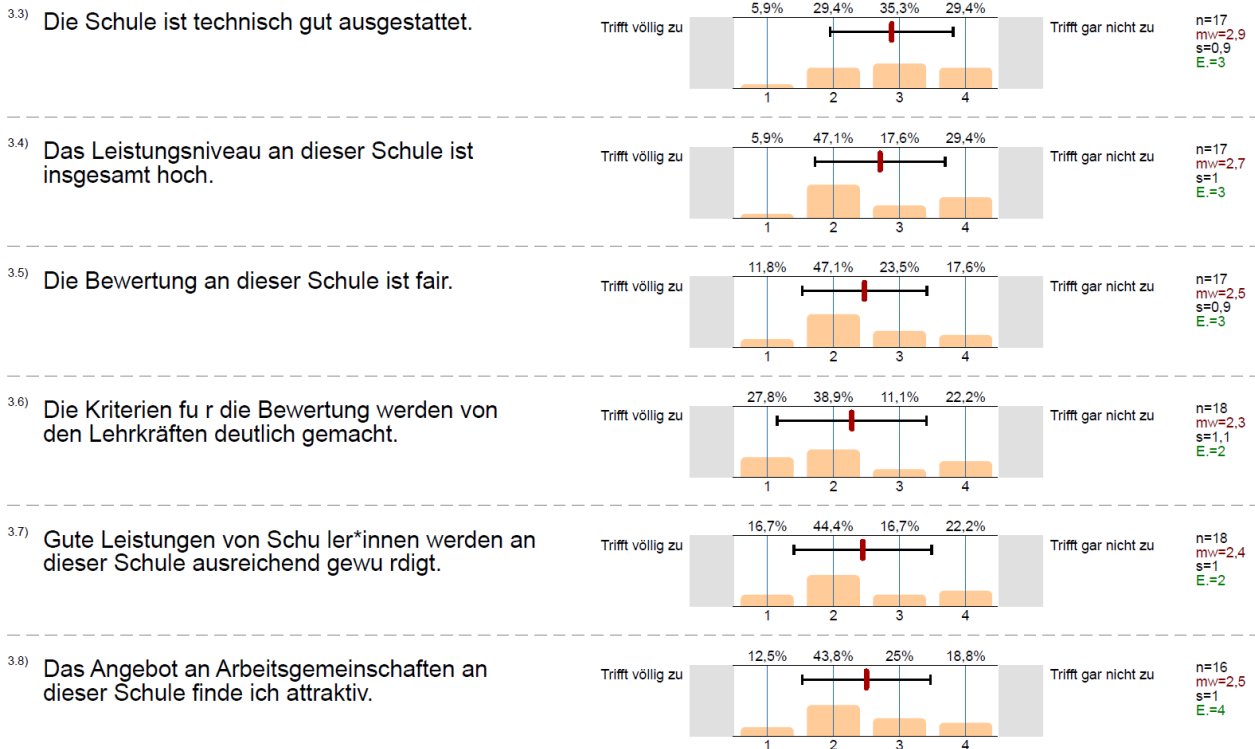 3.3) Die Schule ist technisch gut ausgestattet.
Trifft völlig zu
5,9% 29,4% 35,3% 29,4%
1 2 3 4
Trifft gar nicht zu
n=17
mw=2,9
s=0,9
E.=3
3.4) Das Leistungsniveau an dieser Schule ist
insgesamt hoch.
Trifft völlig zu
5,9% 47,1% 17,6% 29,4%
1 2 3 4
Trifft gar nicht zu
n=17
mw=2,7
s=1
E.=3
3.5) Die Bewertung an dieser Schule ist fair.
Trifft völlig zu
11,8% 47,1% 23,5% 17,6%
1 2 3 4
Trifft gar nicht zu
n=17
mw=2,5
s=0,9
E.=3
3.6) Die Kriterien fu r die Bewertung werden von
den Lehrkräften deutlich gemacht.
Trifft völlig zu
27,8% 38,9% 11,1% 22,2%
1 2 3 4
Trifft gar nicht zu
n=18
mw=2,3
s=1,1
E.=2
3.7) Gute Leistungen von Schu ler*innen werden an
dieser Schule ausreichend gewu rdigt.
Trifft völlig zu
16,7% 44,4% 16,7% 22,2%
1 2 3 4
Trifft gar nicht zu
n=18
mw=2,4
s=1
E.=2
3.8) Das Angebot an Arbeitsgemeinschaften an
dieser Schule finde ich attraktiv.
Trifft völlig zu
12,5% 43,8% 25% 18,8%
1 2 3 4
Trifft gar nicht zu
n=16
mw=2,5
s=1
E.=4